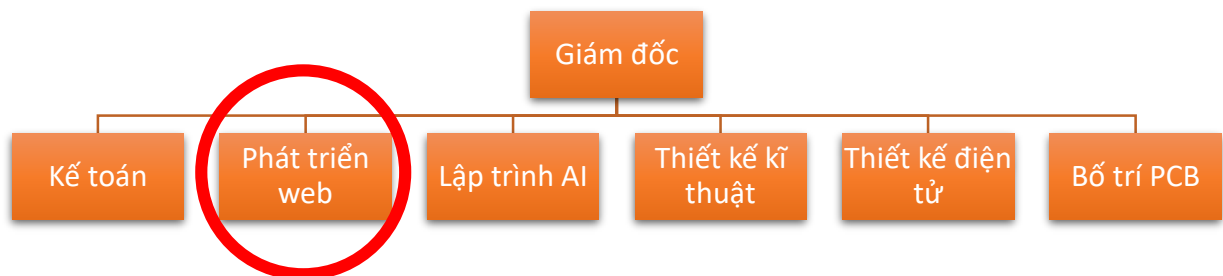 Giám đốc
Kế toán
Phát triển
web
Lập trình AI
Thiết kế kĩ
thuật
Thiết kế điện
tử
Bố trí PCB